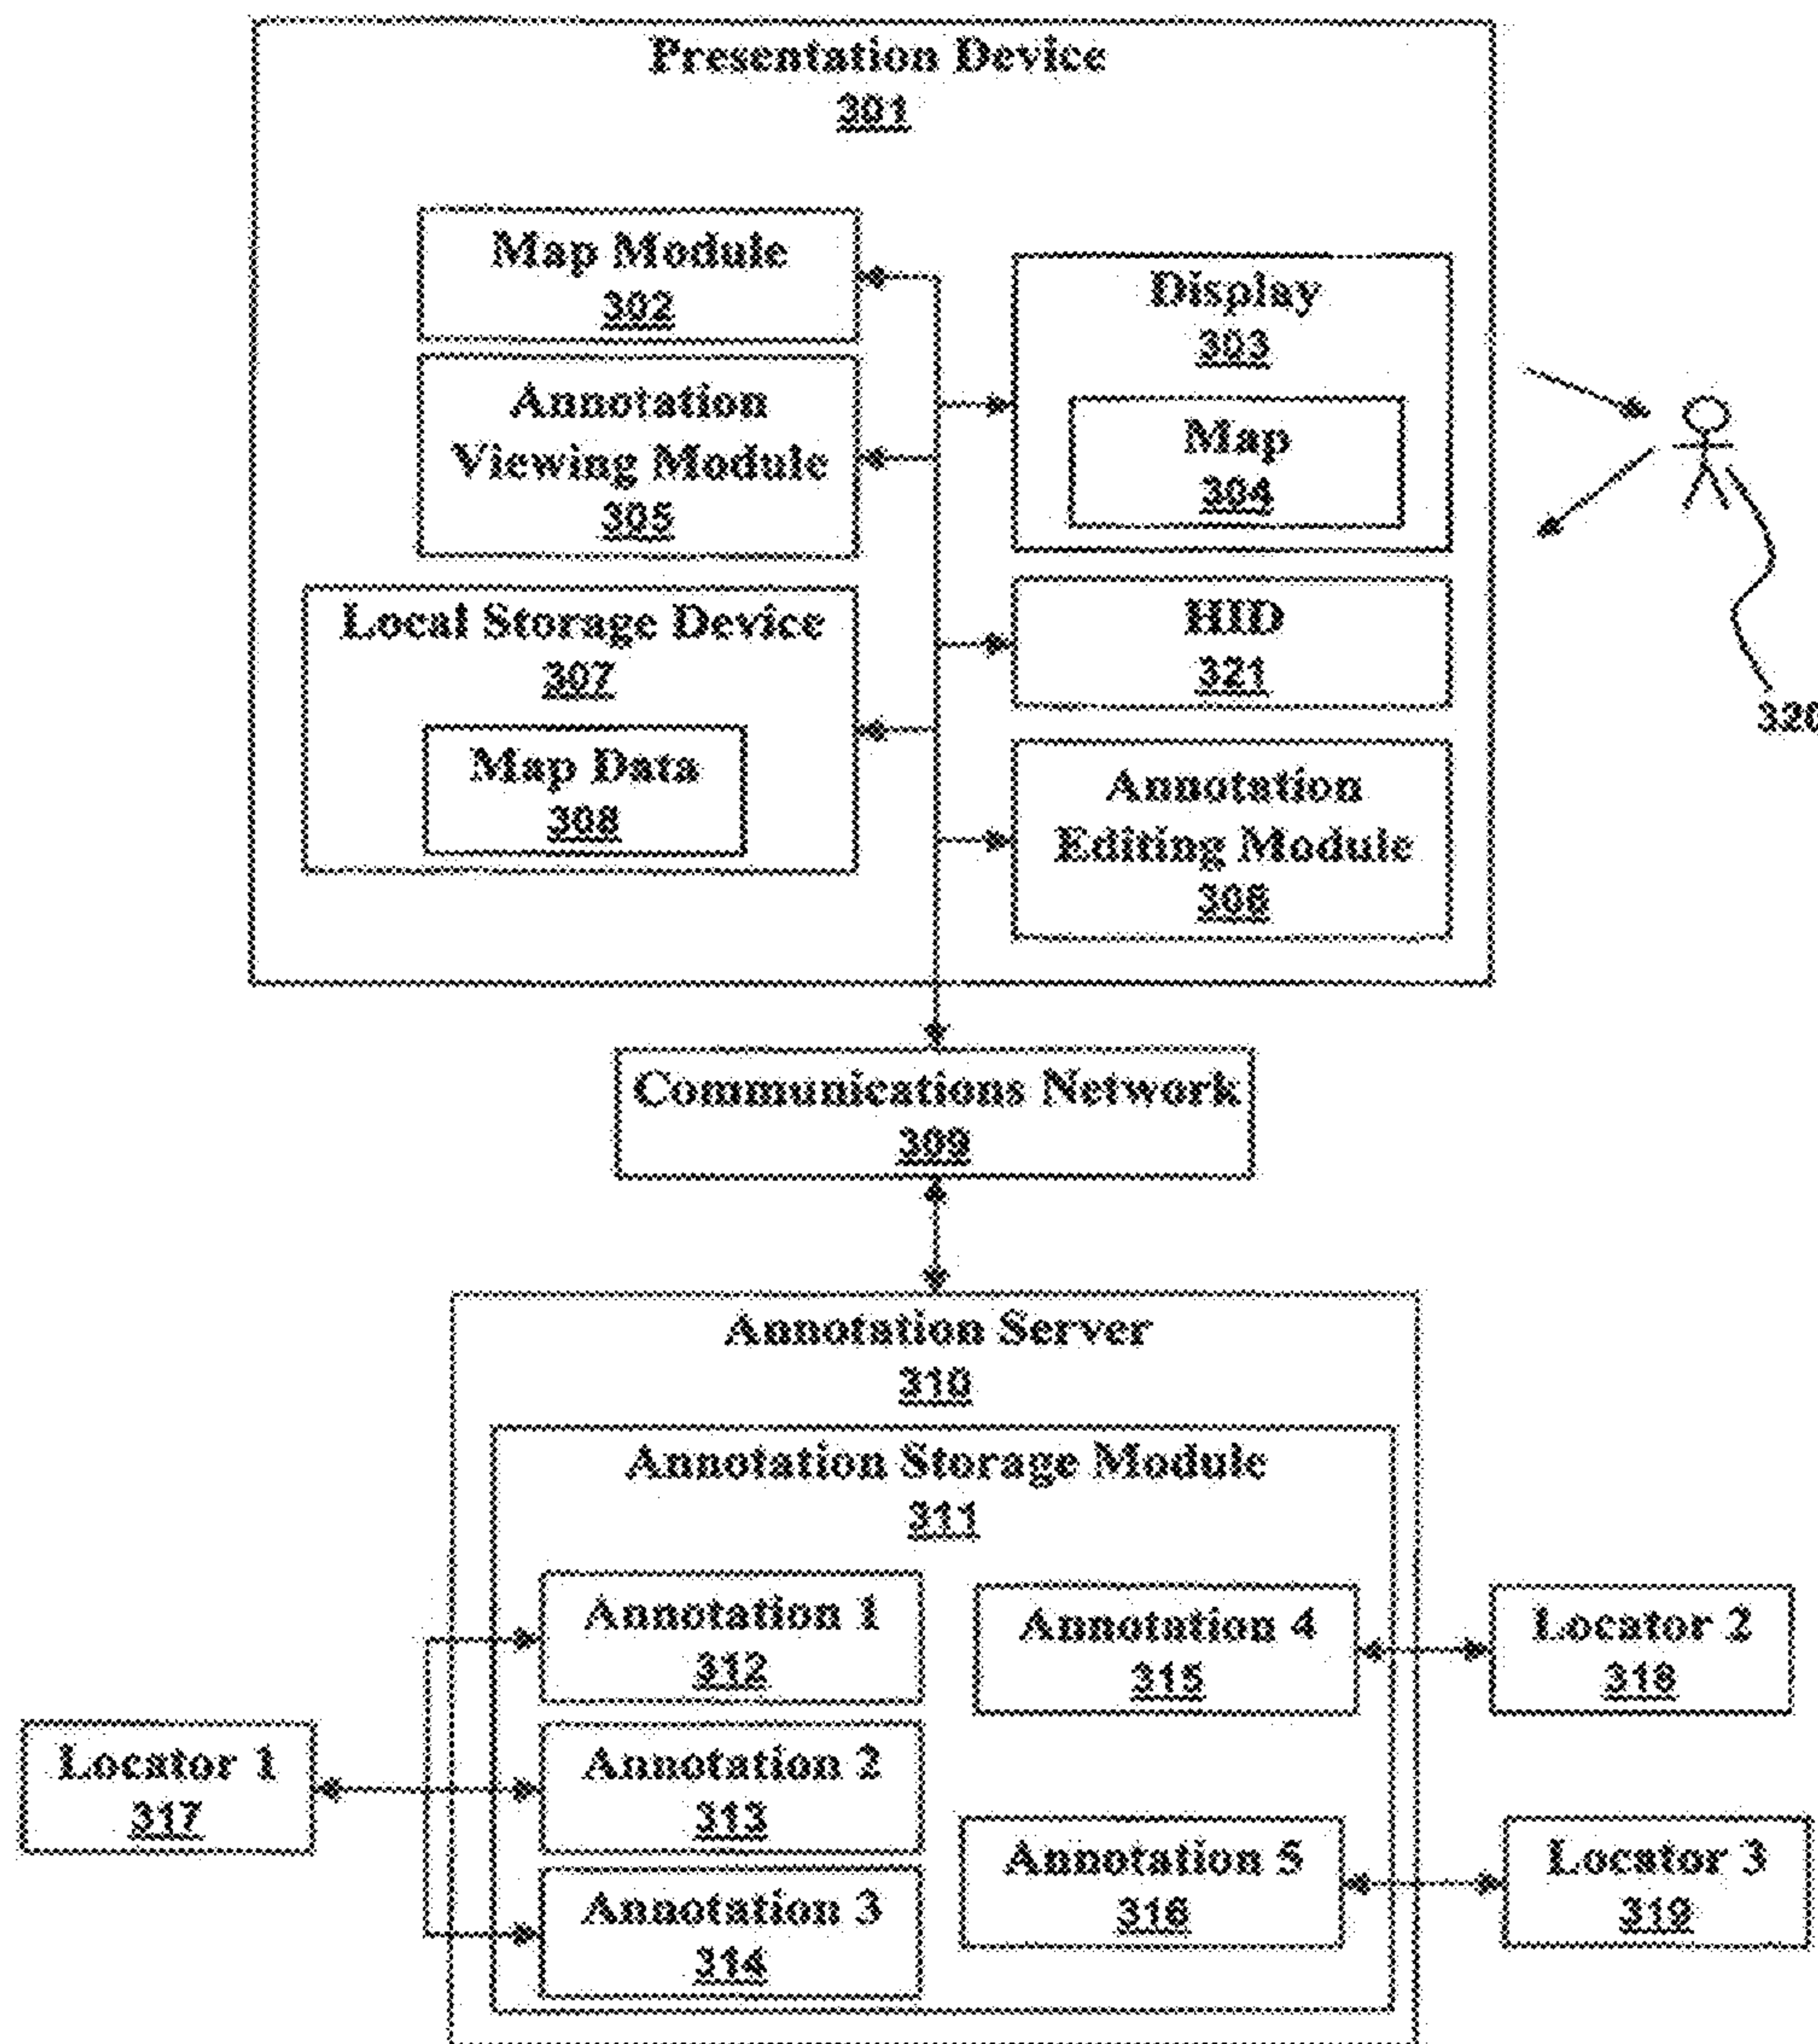 Presentation Device
301
Map Module
302
Display
303
Map
304
Annotation
Viewing Module
305
HID
321
Local Storage Device
307
Map Data
308
Annotation
Editing Module
306
320
Communications Network
309
Annotation Server
310
Annotation Storage Module
311
Annotation 1
312
Annotation 4
315
Locator 2
318
Locator 1
317
Annotation 2
313
Annotation 5
316
Locator 3
319
Annotation 3
314